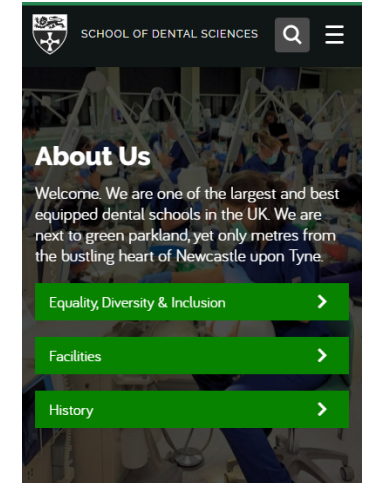 SCHOOL OF DENTAL SCIENCES
About Us
Welcome. We are one of the largest and best
equipped dental schools in the UK. We are
next to green parkland, yet only metres from
the bustling heart of Newcastle upon Tyne.
Equality, Diversity & Inclusion
Facilities
History